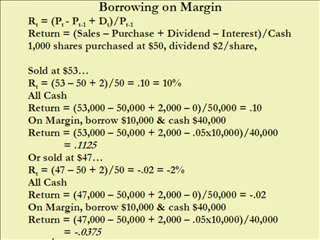 Borrowing on Margin
Rt = (Pt - Pt-1 + Dt)/Pt-1
Return = (Sales – Purchase + Dividend – Interest)/Cash
1,000 shares purchased at $50, dividend $2/share,
Sold at $53…
Rt = (53 – 50 + 2)/50 = .10 = 10%
All Cash
Return = (53,000 – 50,000 + 2,000 – 0)/50,000 = .10
On Margin, borrow $10,000 & cash $40,000
Return = (53,000 – 50,000 + 2,000 – .05x10,000)/40,000
= .1125
Or sold at $47…
Rt = (47 – 50 + 2)/50 = -.02 = -2%
All Cash
Return = (47,000 – 50,000 + 2,000 – 0)/50,000 = -.02
On Margin, borrow $10,000 & cash $40,000
Return = (47,000 – 50,000 + 2,000 – .05x10,000)/40,000
= -.0375